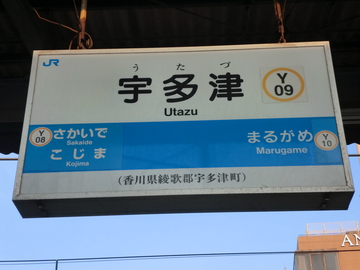 JR
うたづ
宇多津
Utazu
Y
09
Y
08
さかいで
Sakaide
こじま
Kojima
まるがめ
Marugame
Y
10
(香川県綾歌郡宇多津町)
AN